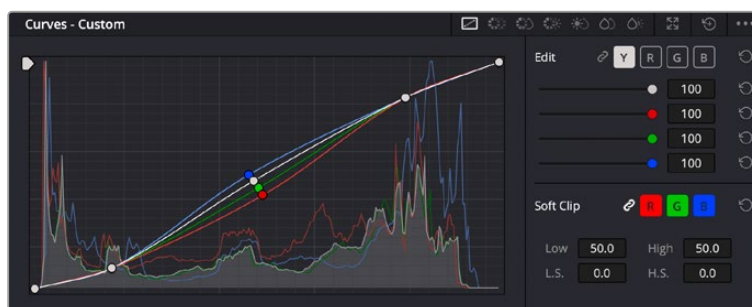 Curves - Custom
Edit Y R G B
100
100
100
100
Soft Clip R G B
Low 50.0 High 50.0
L.S. 0.0 H.S. 0.0